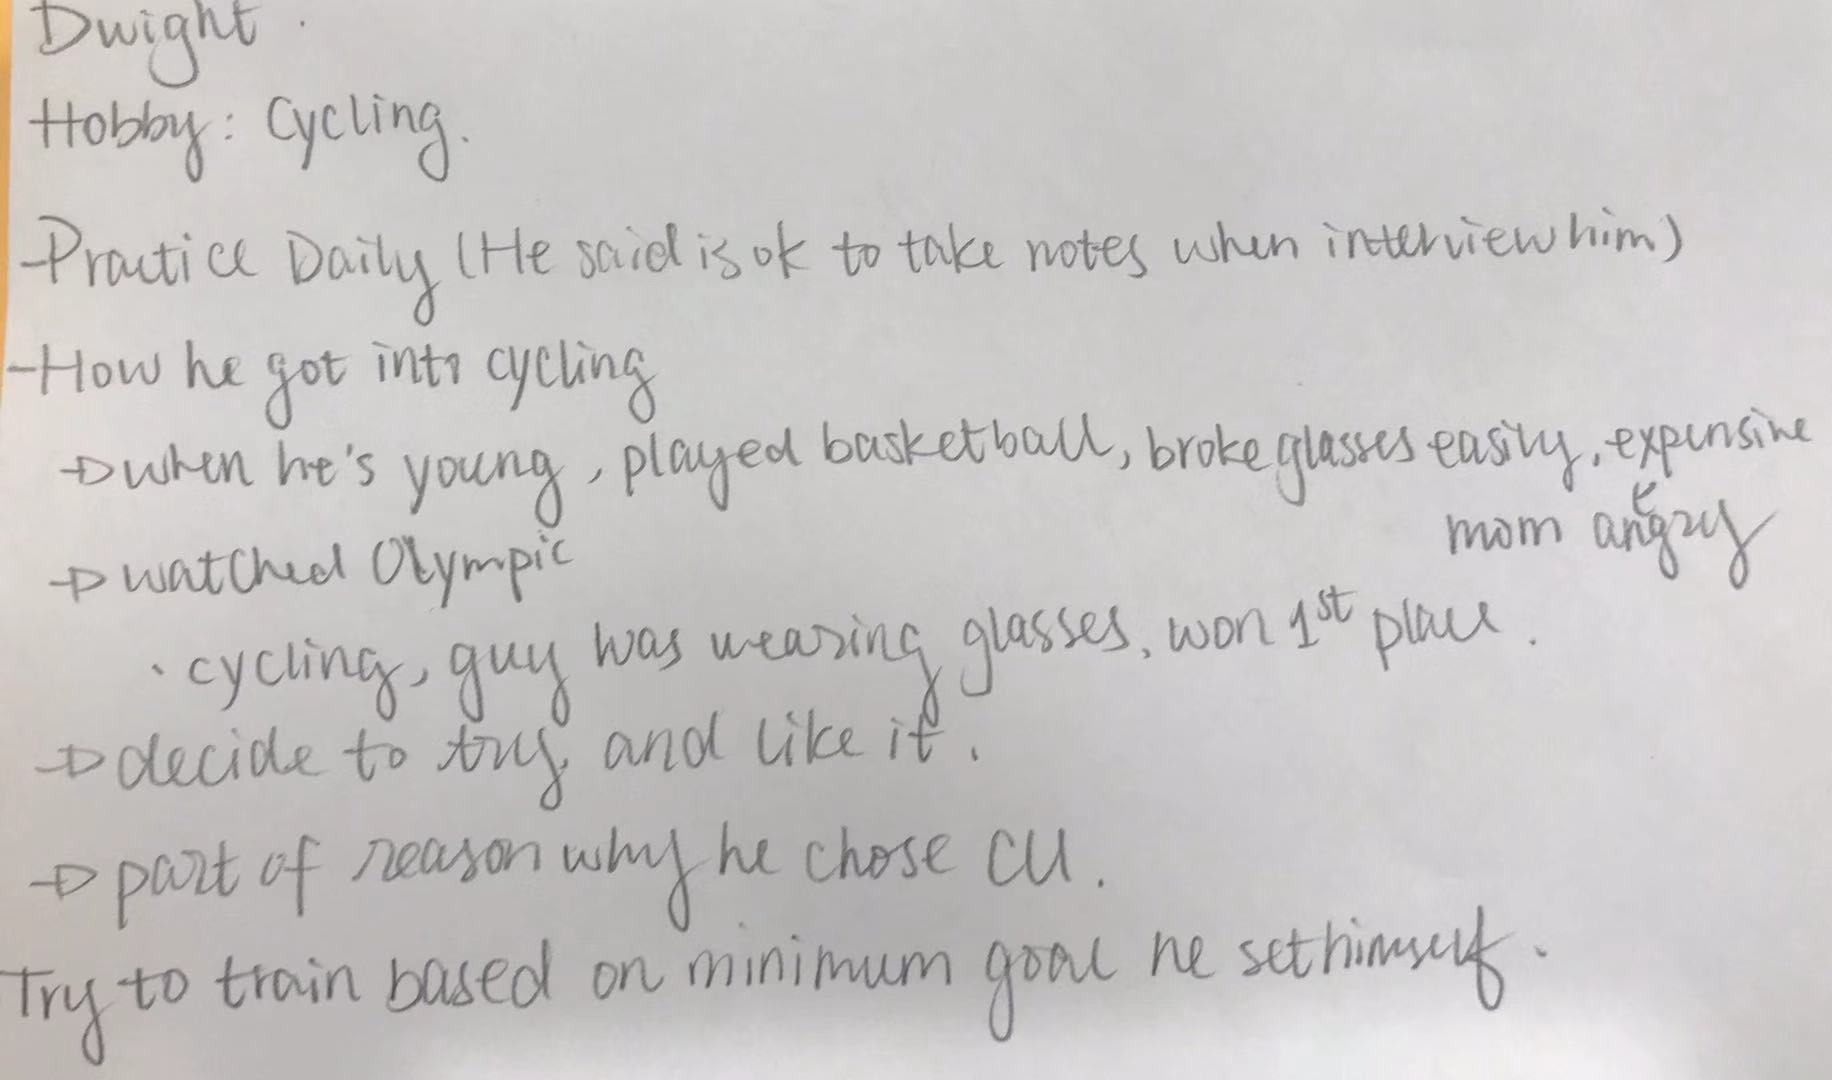 Dwight.
Hobby: Cycling.
-Practice Daily (He said is ok to take notes when interview him)
-How he got into cycling
→ when he's young, played basketball, broke glasses easily, expensive
mom angry
→ watched Olympic
· cycling, guy was wearing glasses, won 1st place.
→ decide to try and like it.
→ part of reason why he chose CU.
Try to train based on minimum goal he set himself.